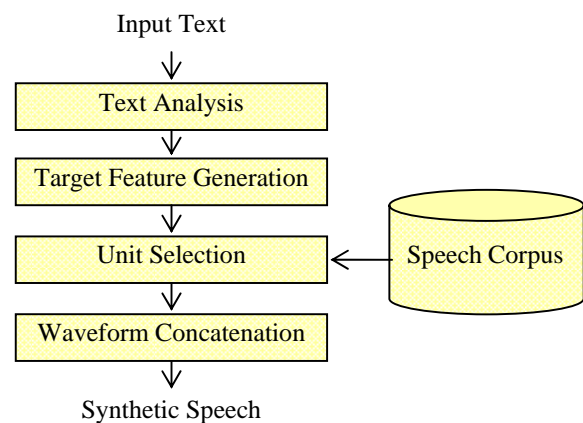 Input Text
Text Analysis
Target Feature Generation
Unit Selection
Speech Corpus
Waveform Concatenation
Synthetic Speech